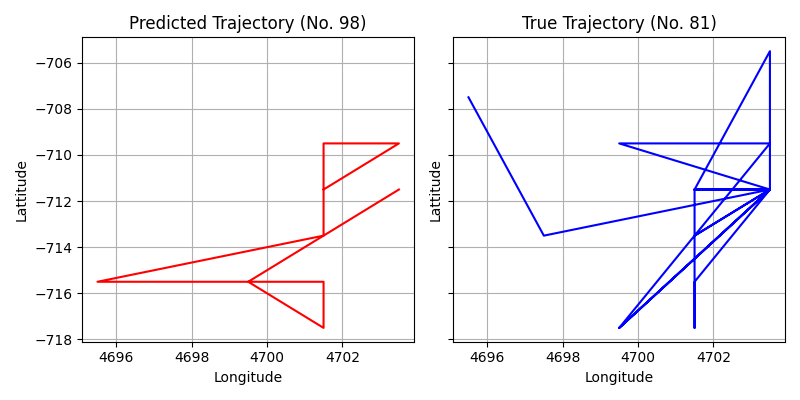 Predicted Trajectory (No. 98)
True Trajectory (No. 81)
−706
−708
−710
−712
−714
−716
−718
Lattitude
Lattitude
4696
4698
4700
4702
4696
4698
4700
4702
Longitude
Longitude